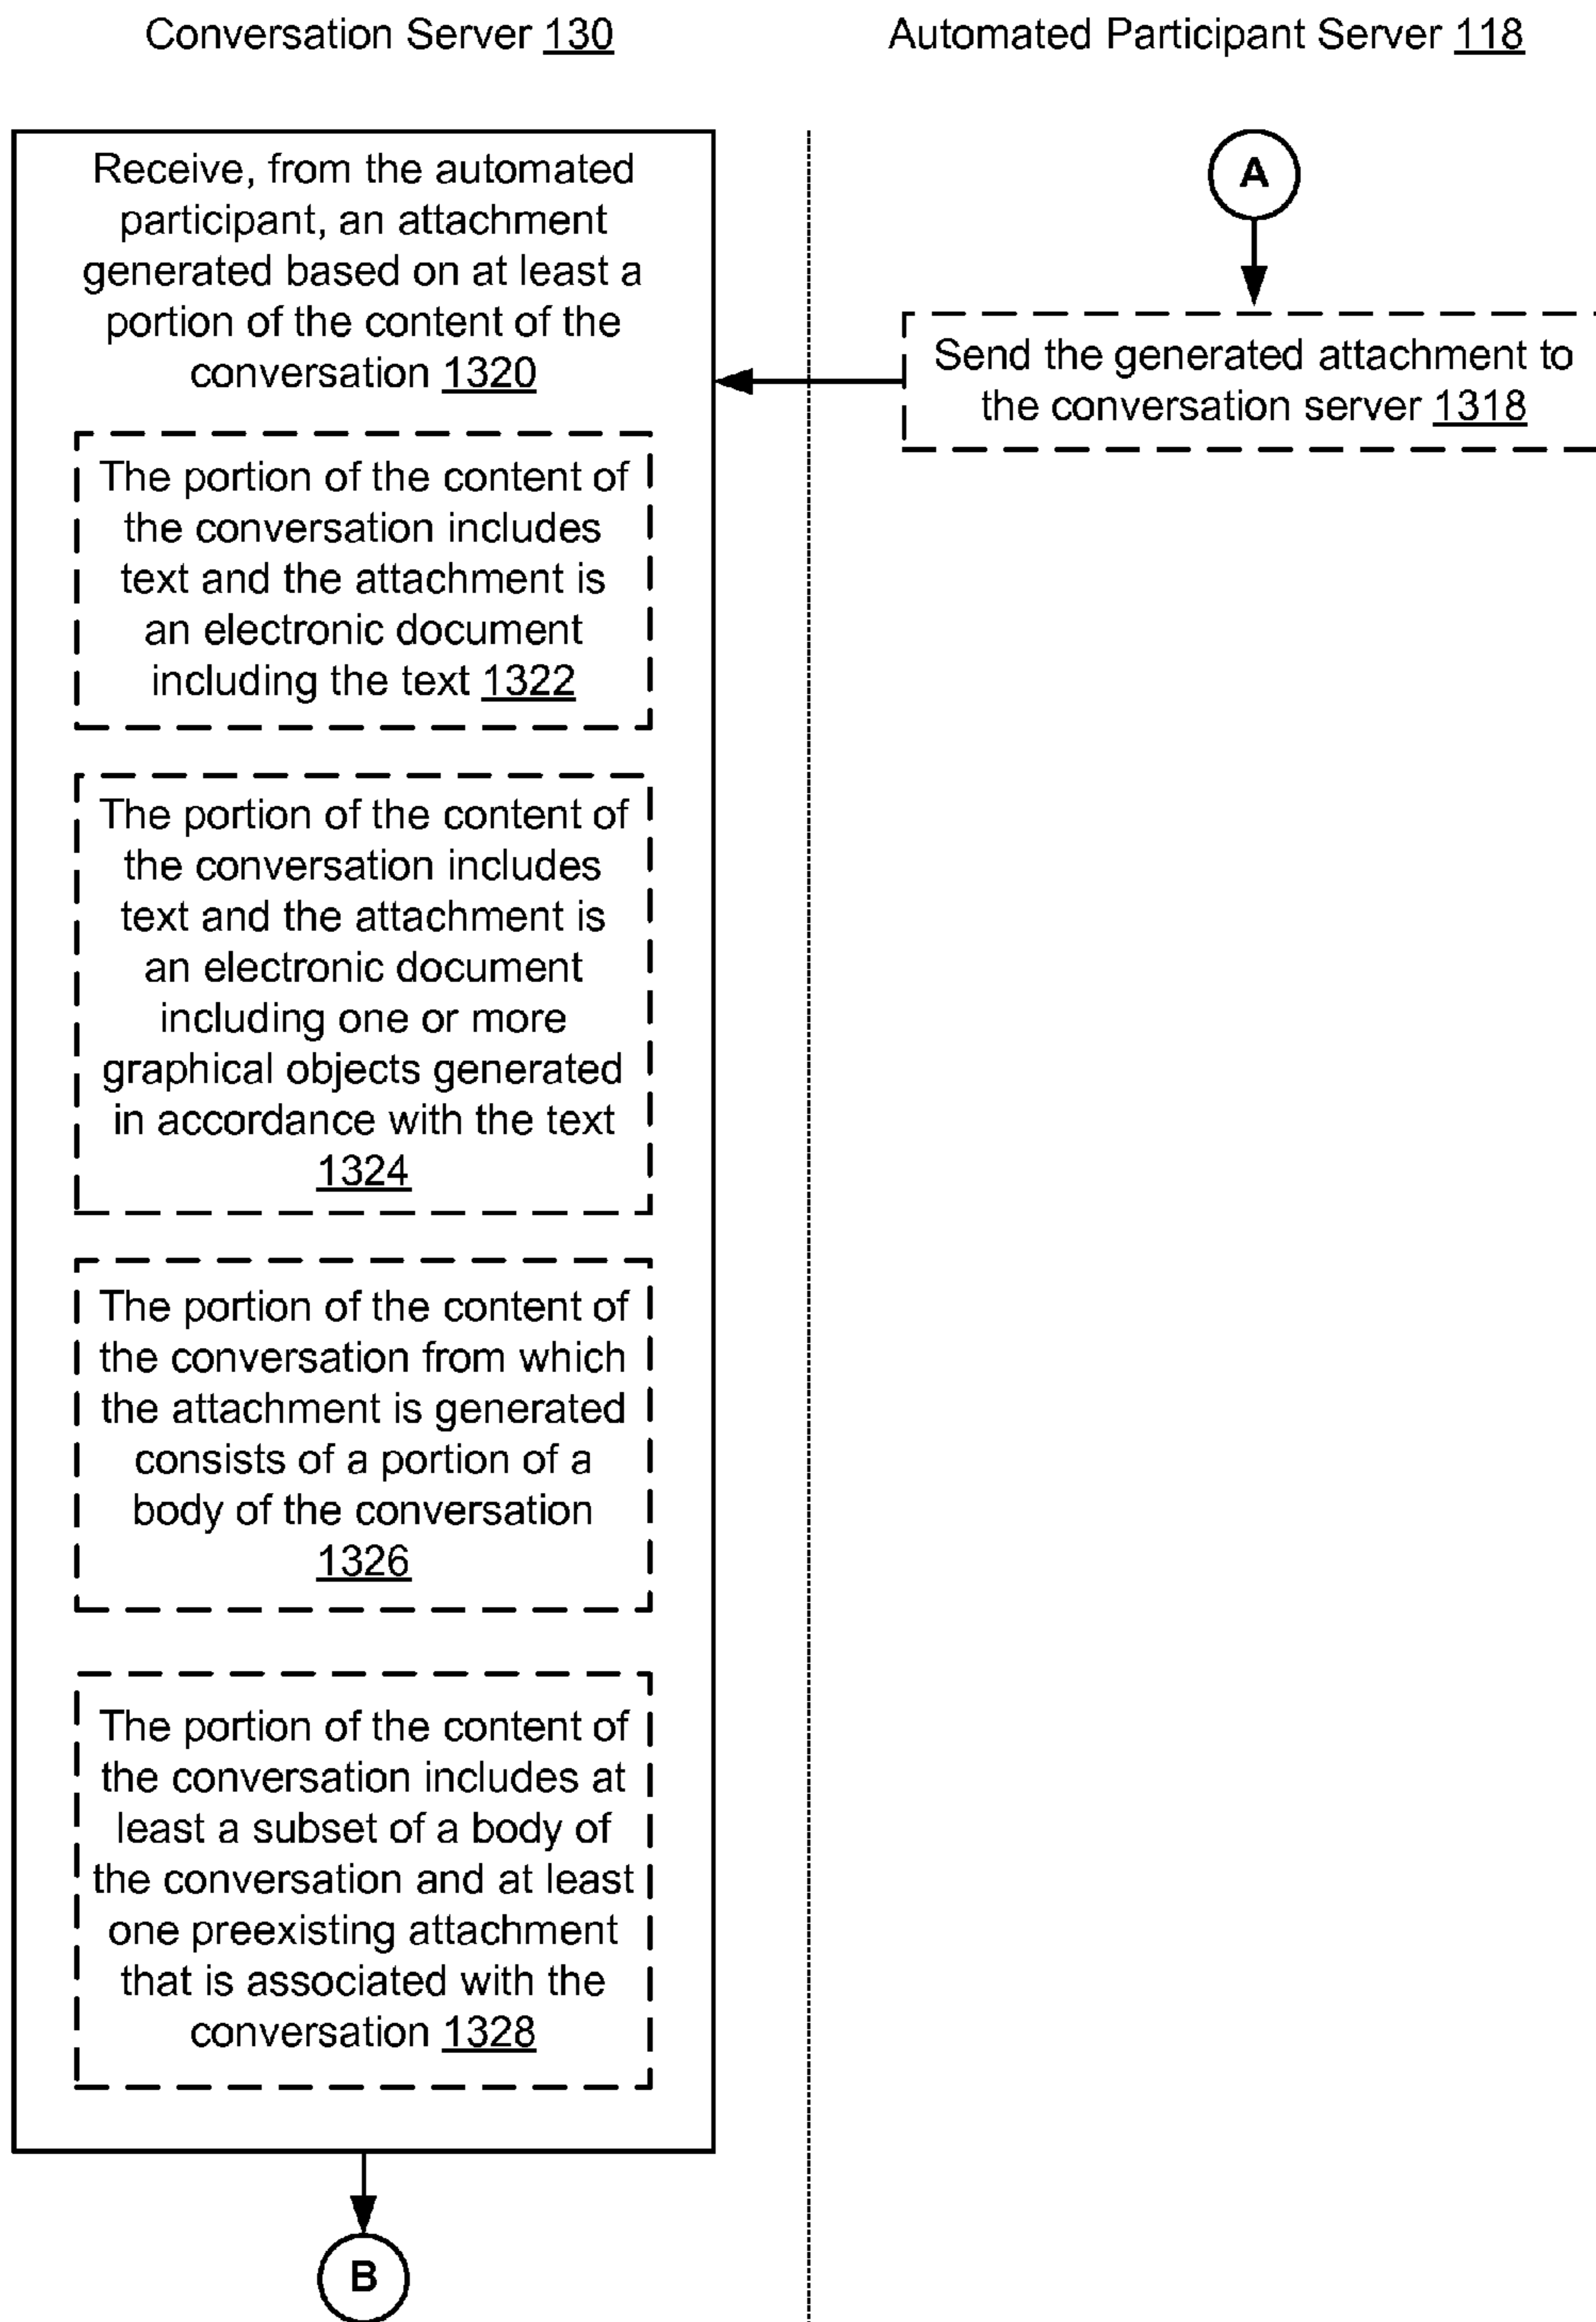 Conversation Server 130
Automated Participant Server 118
A
Receive, from the automated
participant, an attachment
generated based on at least a
portion of the content of the
conversation 1320
Send the generated attachment to
the conversation server 1318
The portion of the content of
the conversation includes
text and the attachment is
an electronic document
including the text 1322
The portion of the content of
the conversation includes
text and the attachment is
an electronic document
including one or more
graphical objects generated
in accordance with the text
1324
The portion of the content of
the conversation from which
the attachment is generated
consists of a portion of a
body of the conversation
1326
The portion of the content of
the conversation includes at
least a subset of a body of
the conversation and at least
one preexisting attachment
that is associated with the
conversation 1328
B